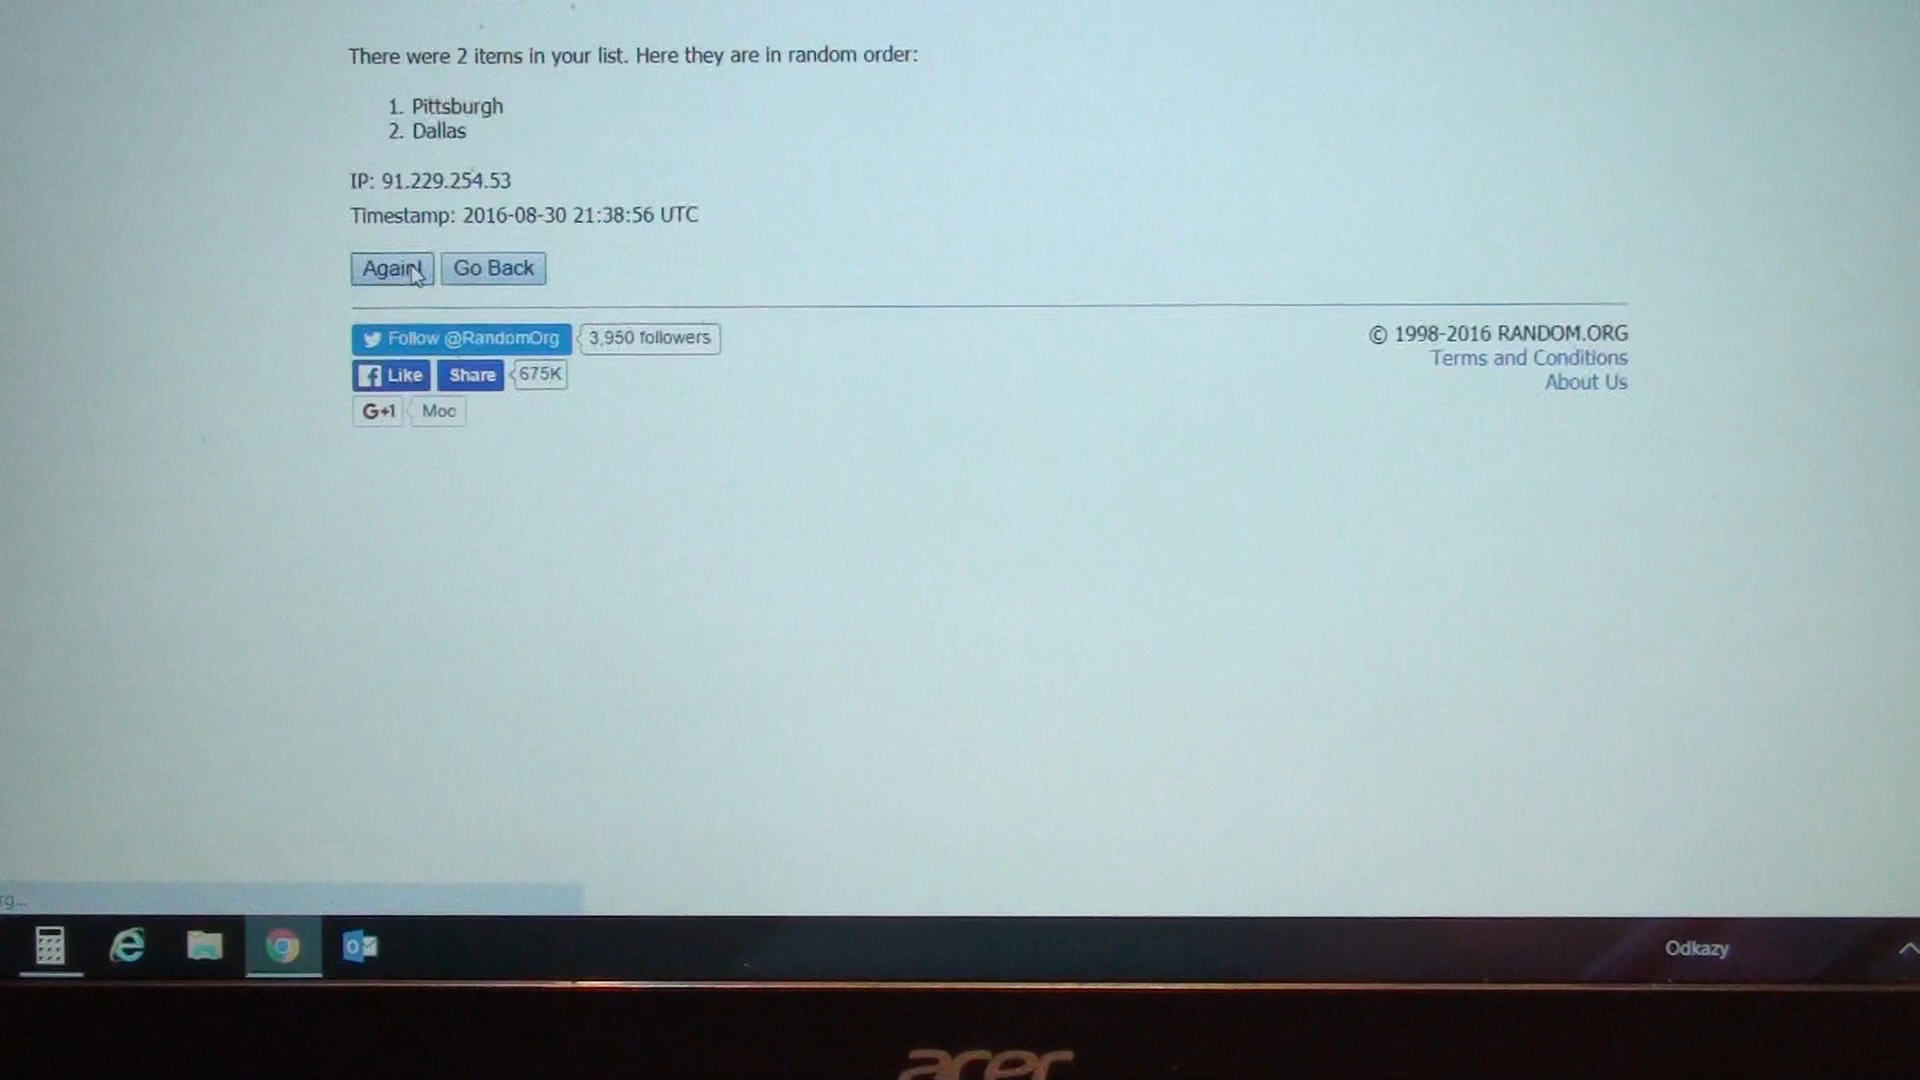 There were 2 items in your list. Here they are in random order:
1. Pittsburgh
2. Dallas
IP: 91.229.254.53
Timestamp: 2016-08-30 21:38:56 UTC
Again! Go Back
Follow @RandomOrg 3,950 followers
Like Share 675K
G+1 Moc
© 1998-2016 RANDOM.ORG
Terms and Conditions
About Us
rg...
Odkazy
acer